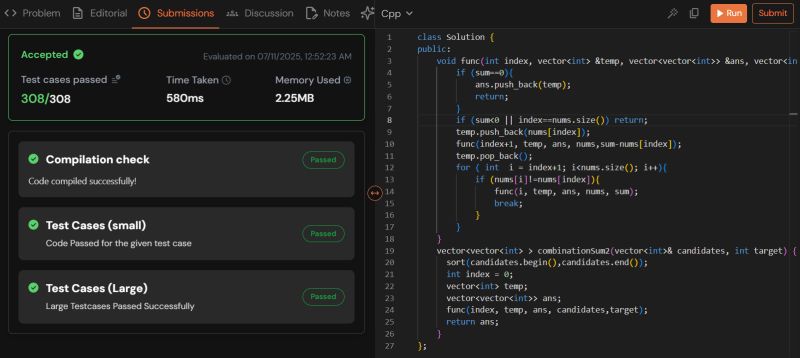 Problem
Editorial
Submissions
Discussion
Notes
Cpp
Run
Submit
Accepted
Evaluated on 07/11/2025, 12:52:23 AM
Test cases passed
Time Taken
Memory Used
308/308
580ms
2.25MB
Compilation check
Passed
Code compiled successfully!
Test Cases (small)
Passed
Code Passed for the given test case
Test Cases (Large)
Passed
Large Testcases Passed Successfully
1 class Solution {
2 public:
3 void func(int index, vector<int> &temp, vector<vector<int>> &ans, vector<in
4 if (sum==0){
5 ans.push_back(temp);
6 return;
7 }
8 if (sum<0 || index==nums.size()) return;
9 temp.push_back(nums[index]);
10 func(index+1, temp, ans, nums,sum-nums[index]);
11 temp.pop_back();
12 for ( int i = index+1; i<nums.size(); i++){
13 if (nums[i]!=nums[index]){
14 func(i, temp, ans, nums, sum);
15 break;
16 }
17 }
18 }
19 vector<vector<int> > combinationSum2(vector<int>& candidates, int target) {
20 sort(candidates.begin(),candidates.end());
21 int index = 0;
22 vector<int> temp;
23 vector<vector<int>> ans;
24 func(index, temp, ans, candidates,target);
25 return ans;
26 }
27 };